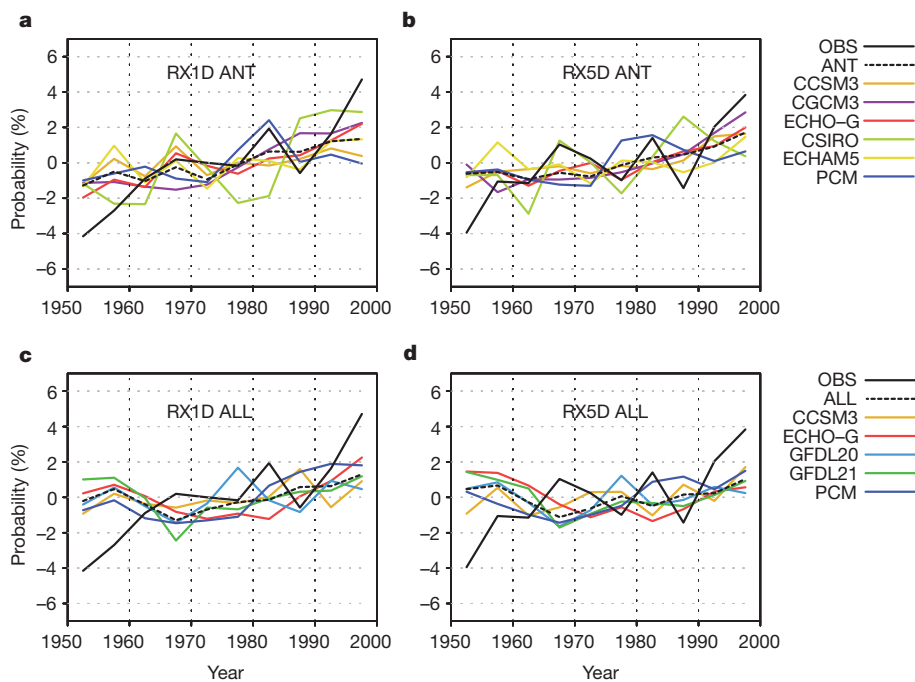 a
b
6
4
2
0
−2
−4
−6
Probability (%)
RX1D ANT
1950
1960
1970
1980
1990
2000
6
4
2
0
−2
−4
−6
RX5D ANT
1950
1960
1970
1980
1990
2000
OBS
ANT
CCSM3
CGCM3
ECHO–G
CSIRO
ECHAM5
PCM
c
d
6
4
2
0
−2
−4
−6
Probability (%)
RX1D ALL
1950
1960
1970
1980
1990
2000
Year
6
4
2
0
−2
−4
−6
RX5D ALL
1950
1960
1970
1980
1990
2000
Year
OBS
ALL
CCSM3
ECHO–G
GFDL20
GFDL21
PCM